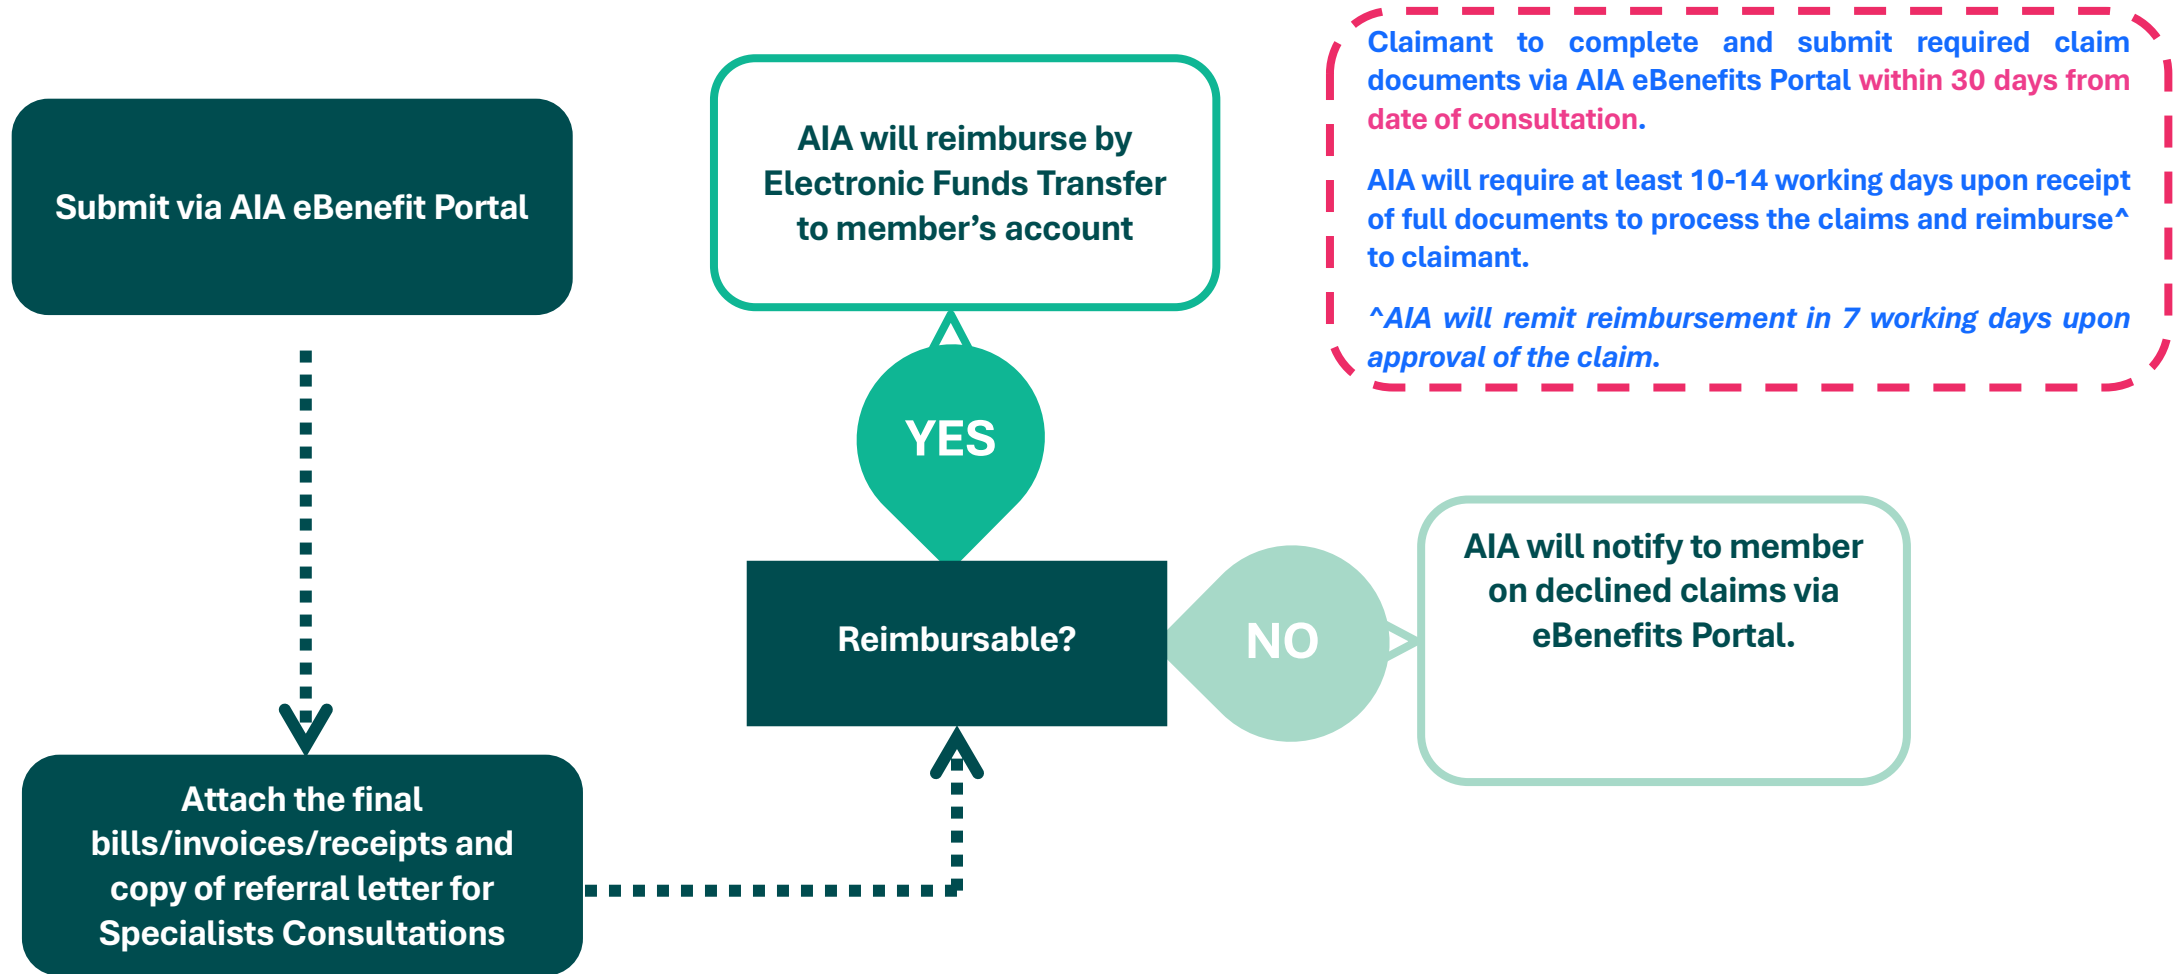 Submit via AIA eBenefit Portal
Attach the final
bills/invoices/receipts and
copy of referral letter for
Specialists Consultations
Reimbursable?
YES
AIA will reimburse by
Electronic Funds Transfer
to member’s account
NO
AIA will notify to member
on declined claims via
eBenefits Portal.
Claimant to complete and submit required claim
documents via AIA eBenefits Portal within 30 days from
date of consultation.
AIA will require at least 10-14 working days upon receipt
of full documents to process the claims and reimburse^
to claimant.
^AIA will remit reimbursement in 7 working days upon
approval of the claim.